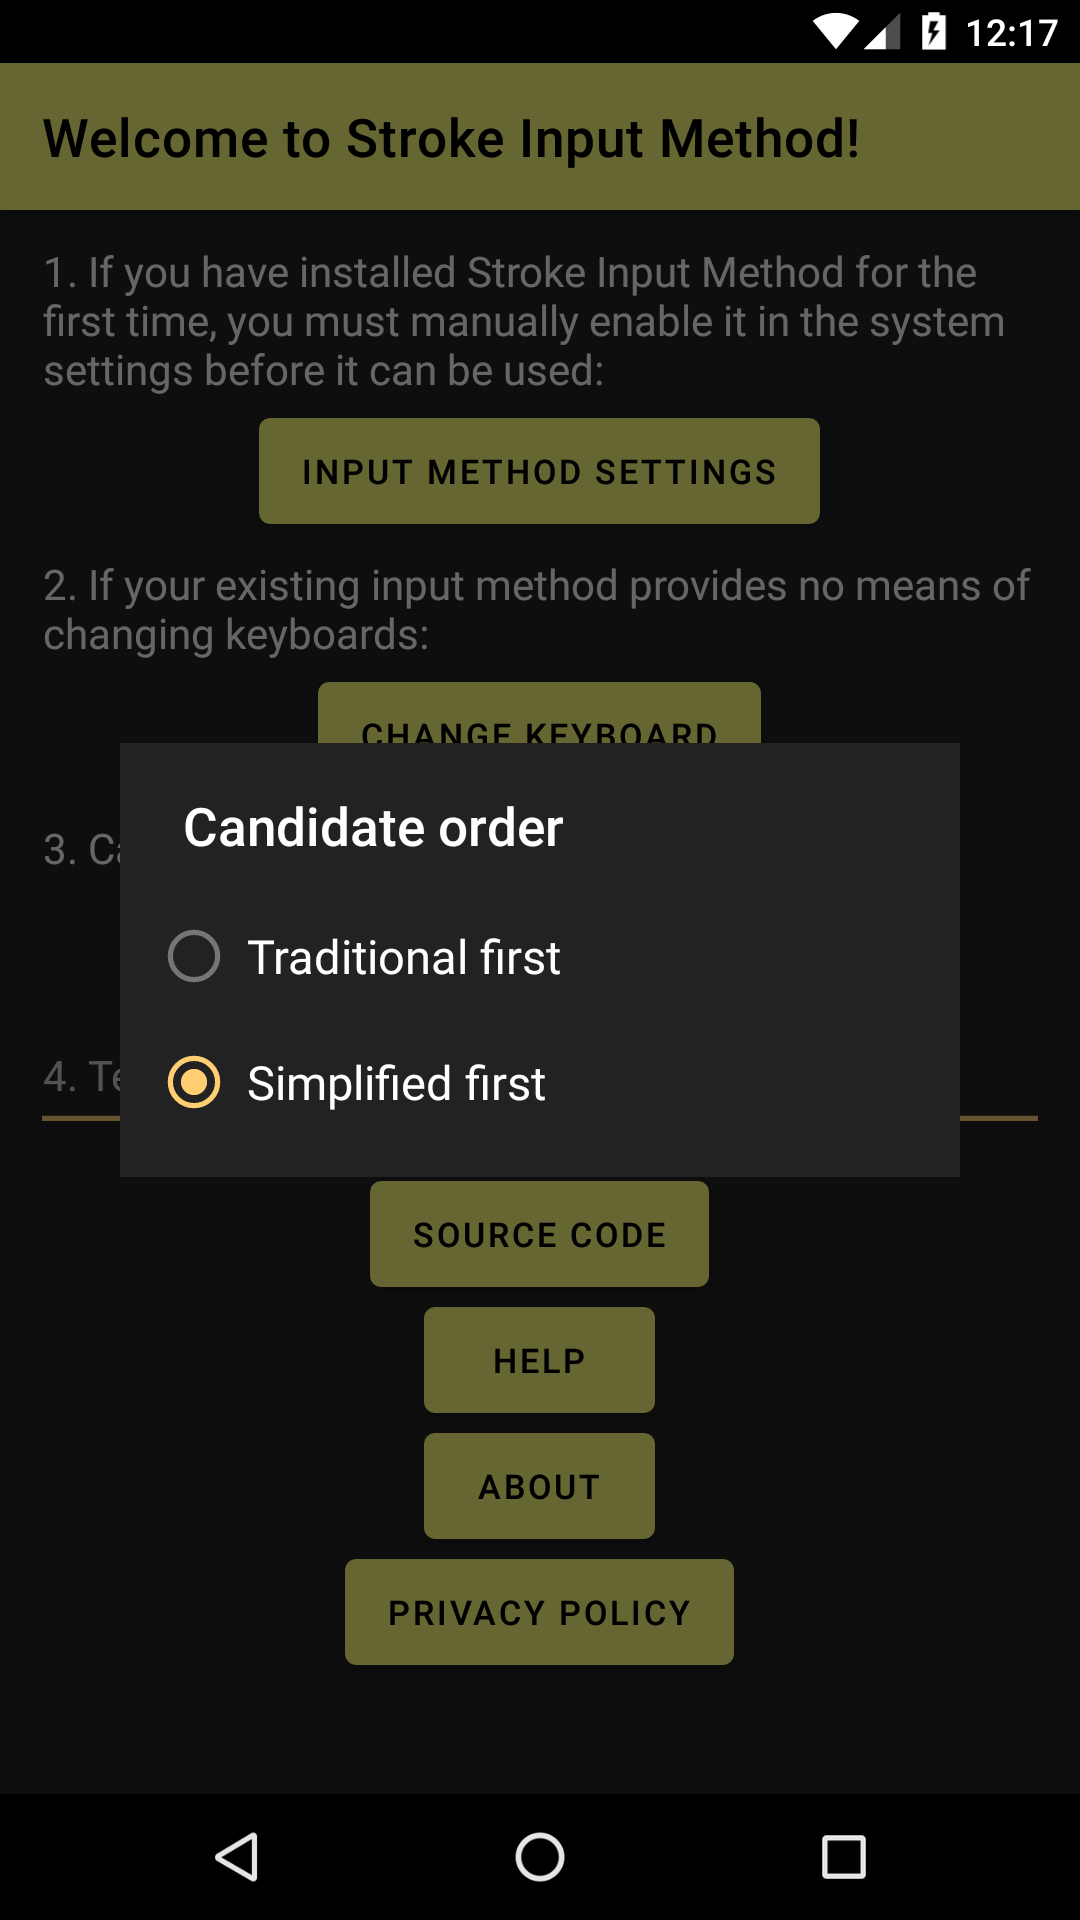 12:17
Welcome to Stroke Input Method!
1. If you have installed Stroke Input Method for the
first time, you must manually enable it in the system
settings before it can be used:
INPUT METHOD SETTINGS
2. If your existing input method provides no means of
changing keyboards:
CHANGE KEYBOARD
Candidate order
3.
Traditional first
4.
Simplified first
SOURCE CODE
HELP
ABOUT
PRIVACY POLICY